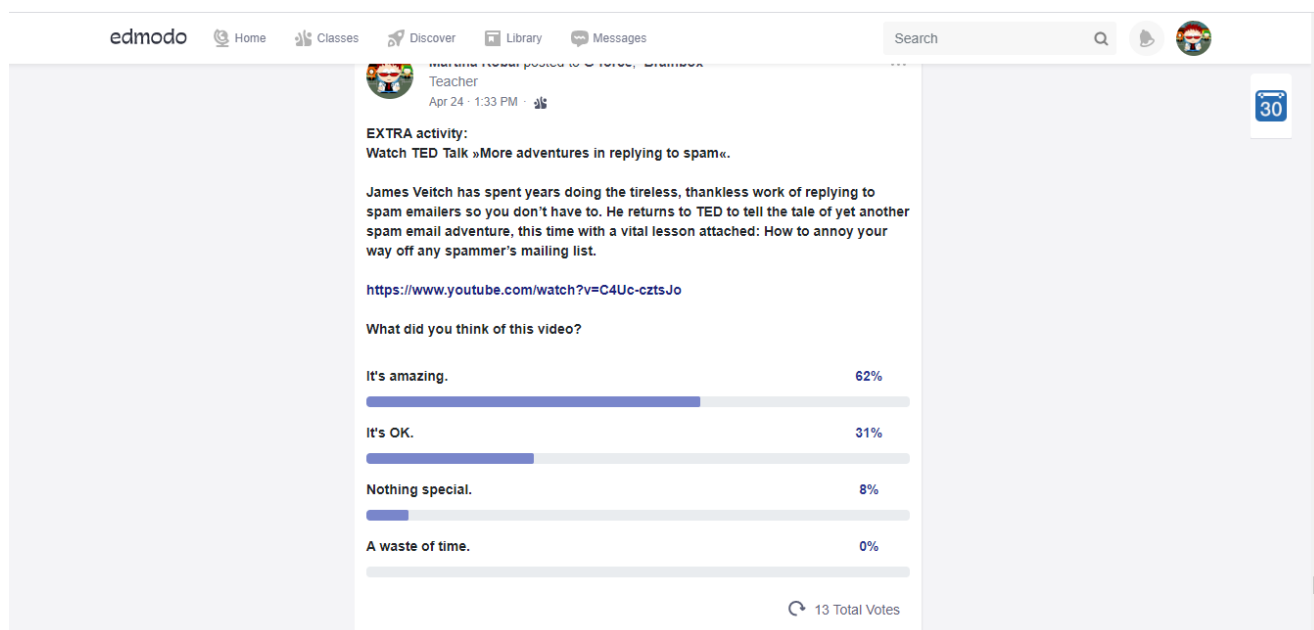 edmodo Home Classes Discover Library Messages Search
posted to
Teacher
Apr 24 · 1:33 PM ·
30
EXTRA activity:
Watch TED Talk »More adventures in replying to spam«.
James Veitch has spent years doing the tireless, thankless work of replying to
spam emailers so you don't have to. He returns to TED to tell the tale of yet another
spam email adventure, this time with a vital lesson attached: How to annoy your
way off any spammer's mailing list.
https://www.youtube.com/watch?v=C4Uc-cztsJo
What did you think of this video?
It's amazing. 62%
It's OK. 31%
Nothing special. 8%
A waste of time. 0%
13 Total Votes